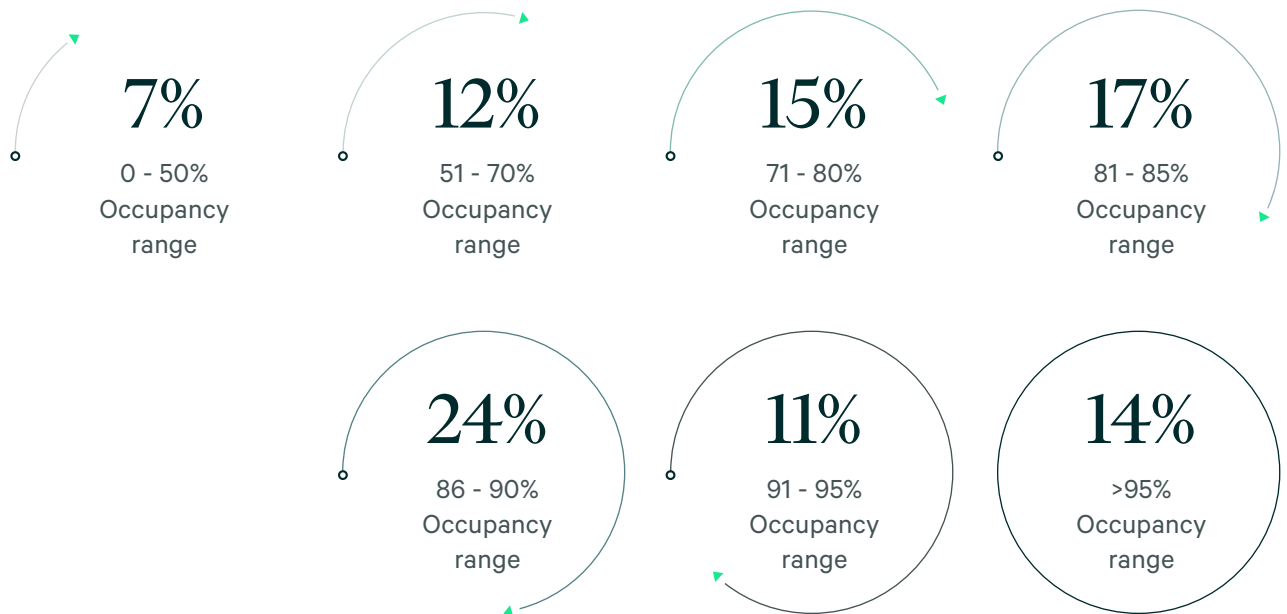 7%
0 - 50%
Occupancy
range
12%
51 - 70%
Occupancy
range
15%
71 - 80%
Occupancy
range
17%
81 - 85%
Occupancy
range
24%
86 - 90%
Occupancy
range
11%
91 - 95%
Occupancy
range
14%
>95%
Occupancy
range